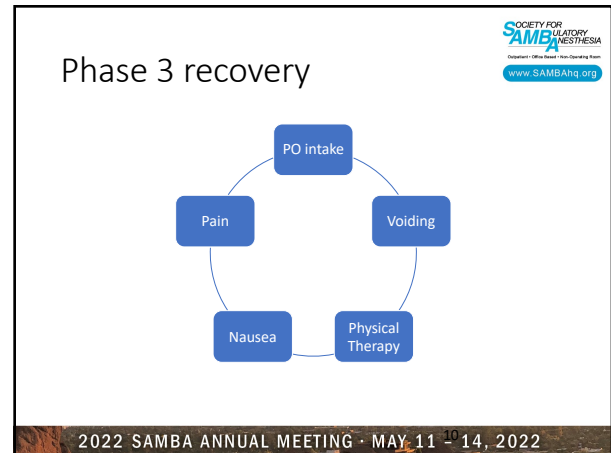 SOCIETY FOR
AMBULATORY
ANESTHESIA
Outpatient • Office Based • Non-Operating Room
www.SAMBAhq.org
Phase 3 recovery
PO intake
Pain
Voiding
Nausea
Physical
Therapy
10
2022 SAMBA ANNUAL MEETING · MAY 11 – 14, 2022